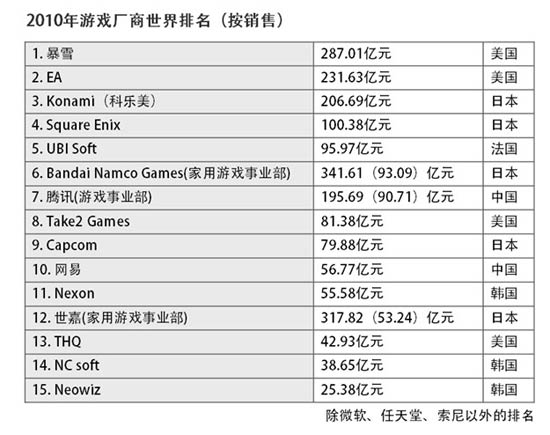 2010年游戏厂商世界排名（按销售）
1. 暴雪 287.01亿元 美国
2. EA 231.63亿元 美国
3. Konami（科乐美） 206.69亿元 日本
4. Square Enix 100.38亿元 日本
5. UBI Soft 95.97亿元 法国
6. Bandai Namco Games(家用游戏事业部) 341.61（93.09）亿元 日本
7. 腾讯(游戏事业部) 195.69（90.71）亿元 中国
8. Take2 Games 81.38亿元 美国
9. Capcom 79.88亿元 日本
10. 网易 56.77亿元 中国
11. Nexon 55.58亿元 韩国
12. 世嘉(家用游戏事业部) 317.82（53.24）亿元 日本
13. THQ 42.93亿元 美国
14. NC soft 38.65亿元 韩国
15. Neowiz 25.38亿元 韩国
除微软、任天堂、索尼以外的排名